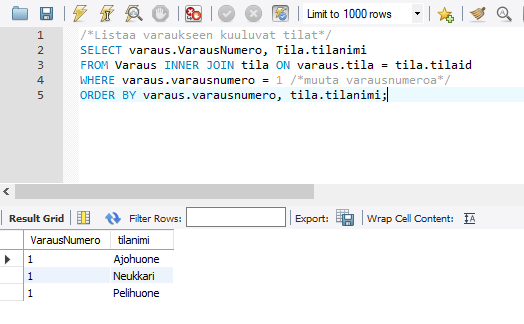 Limit to 1000 rows
1 /*Listaa varaukseen kuuluvat tilat*/
2 SELECT varaus.VarausNumero, Tila.tilanimi
3 FROM Varaus INNER JOIN tila ON varaus.tila = tila.tilaid
4 WHERE varaus.varausnumero = 1 /*muuta varausnumeroa*/
5 ORDER BY varaus.varausnumero, tila.tilanimi;
Result Grid Filter Rows: Export: Wrap Cell Content: IA
VarausNumero tilanimi
1 Ajohuone
1 Neukkari
1 Pelihuone